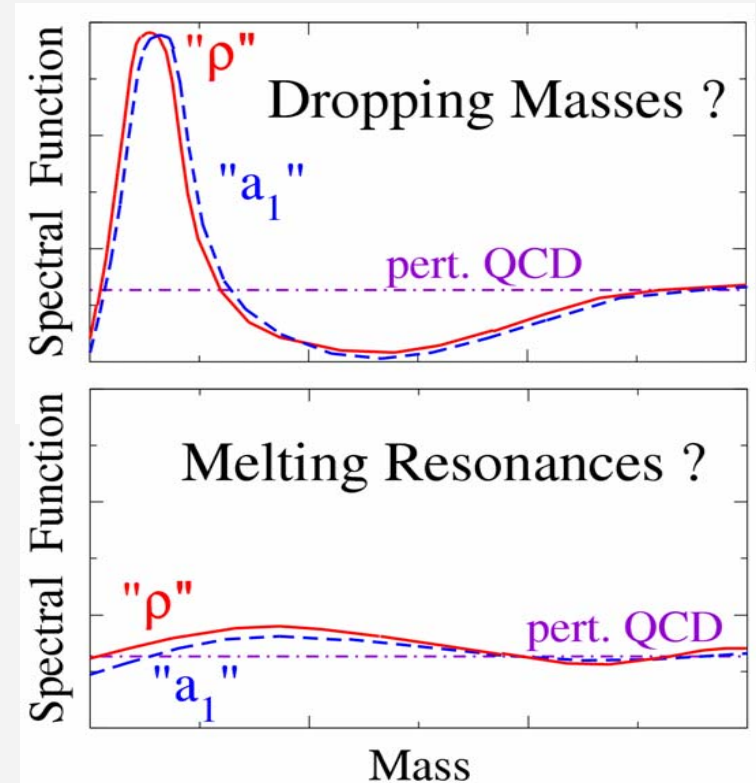 Spectral Function
"ρ"
Dropping Masses ?
"a₁"
pert. QCD
Spectral Function
Melting Resonances ?
"ρ"
pert. QCD
"a₁"
Mass